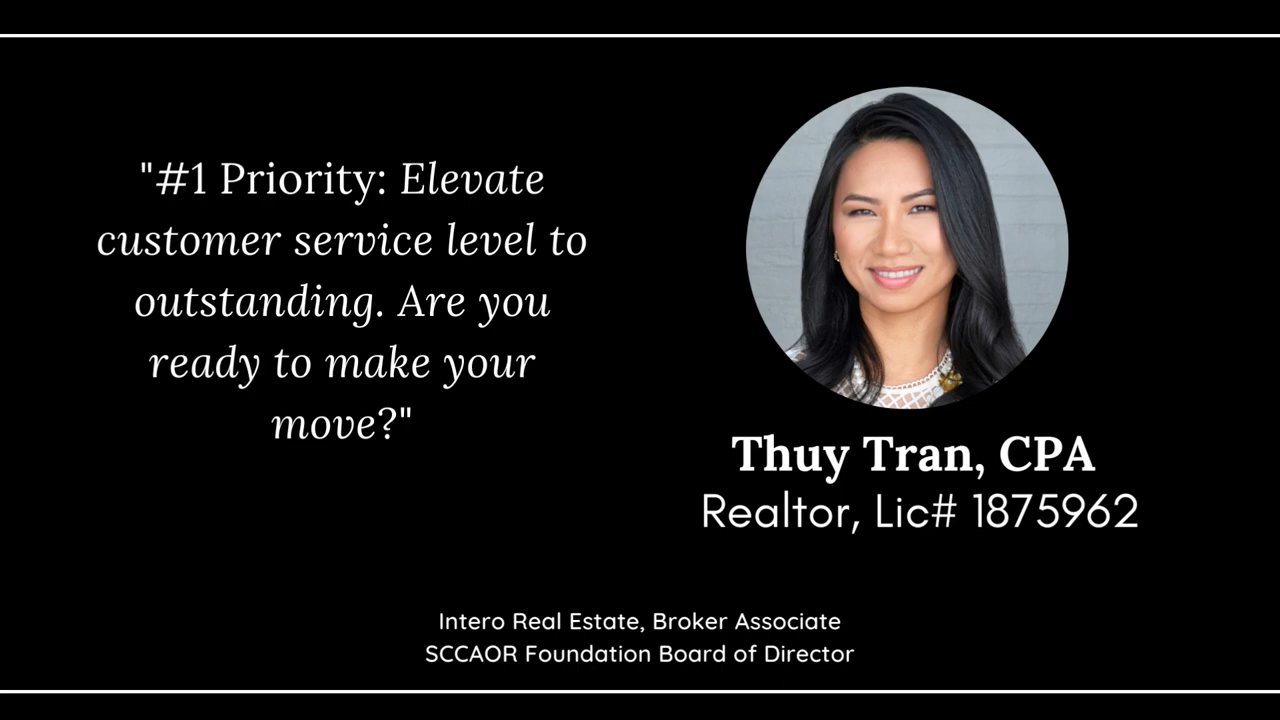 "#1 Priority: Elevate
customer service level to
outstanding. Are you
ready to make your
move?"
Thuy Tran, CPA
Realtor, Lic# 1875962
Intero Real Estate, Broker Associate
SCCAOR Foundation Board of Director